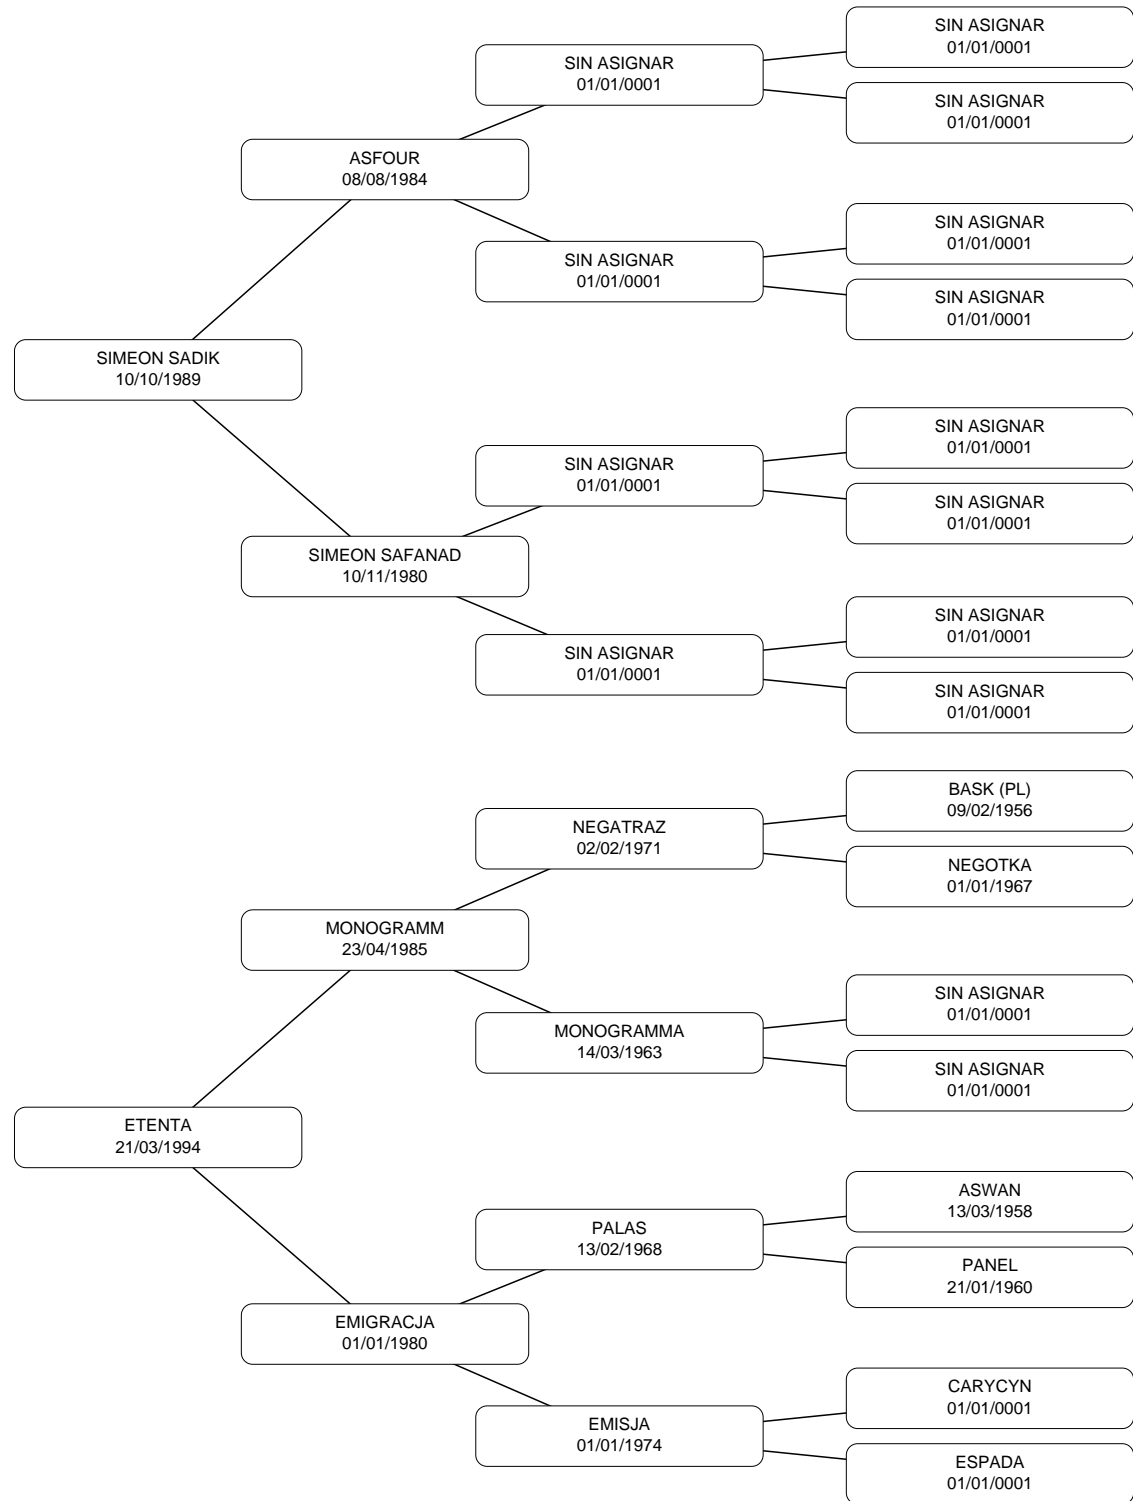 SIN ASIGNAR
01/01/0001
SIN ASIGNAR
01/01/0001
SIN ASIGNAR
01/01/0001
ASFOUR
08/08/1984
SIN ASIGNAR
01/01/0001
SIN ASIGNAR
01/01/0001
SIN ASIGNAR
01/01/0001
SIMEON SADIK
10/10/1989
SIN ASIGNAR
01/01/0001
SIN ASIGNAR
01/01/0001
SIN ASIGNAR
01/01/0001
SIMEON SAFANAD
10/11/1980
SIN ASIGNAR
01/01/0001
SIN ASIGNAR
01/01/0001
SIN ASIGNAR
01/01/0001
BASK (PL)
09/02/1956
NEGATRAZ
02/02/1971
NEGOTKA
01/01/1967
MONOGRAMM
23/04/1985
SIN ASIGNAR
01/01/0001
MONOGRAMMA
14/03/1963
SIN ASIGNAR
01/01/0001
ETENTA
21/03/1994
ASWAN
13/03/1958
PALAS
13/02/1968
PANEL
21/01/1960
EMIGRACJA
01/01/1980
CARYCYN
01/01/0001
EMISJA
01/01/1974
ESPADA
01/01/0001